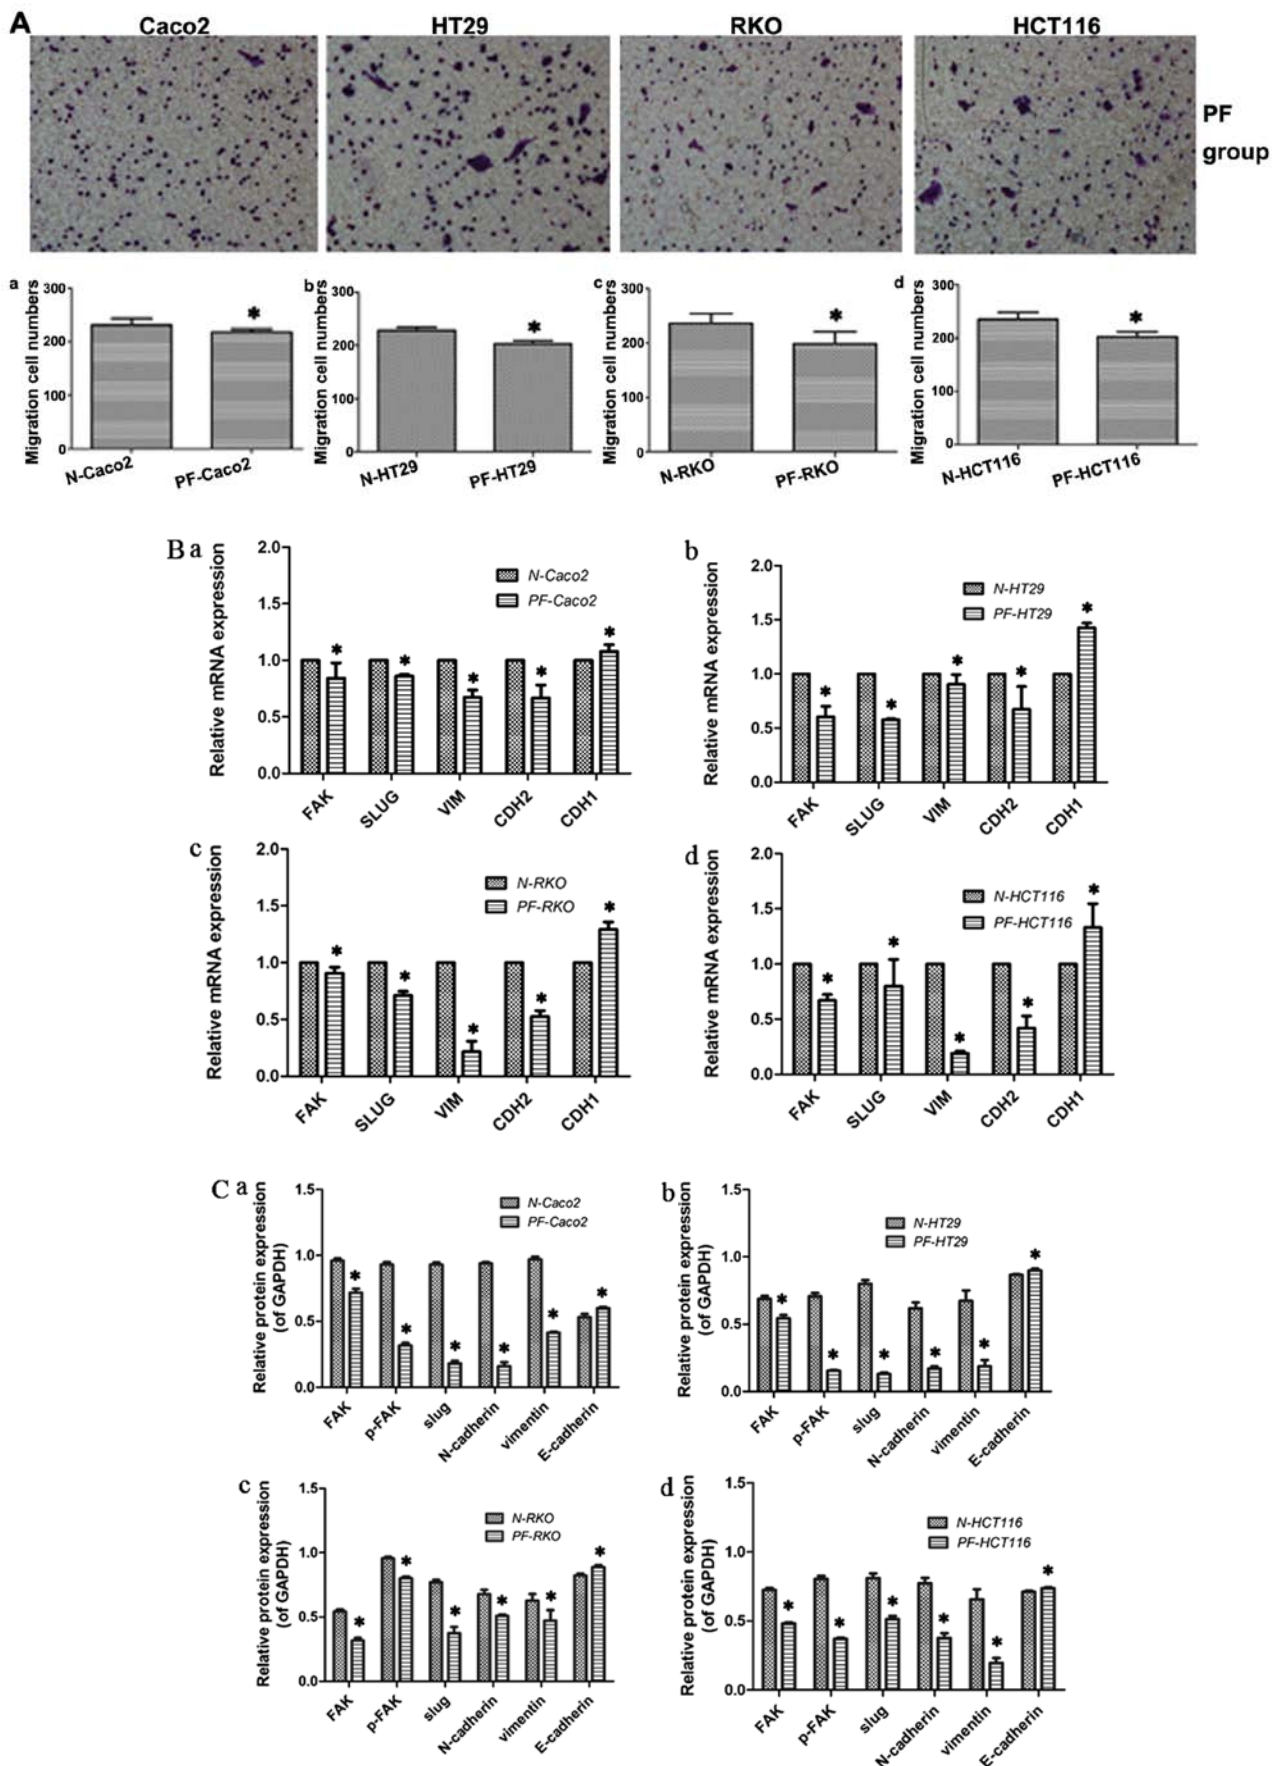 A
Caco2 HT29 RKO HCT116
PF
group
a b c d
Migration cell numbers
300
200
100
0
N-Caco2 PF-Caco2
*
Migration cell numbers
300
200
100
0
N-HT29 PF-HT29
*
Migration cell numbers
300
200
100
0
N-RKO PF-RKO
*
Migration cell numbers
300
200
100
0
N-HCT116 PF-HCT116
*
B a
Relative mRNA expression
2.0
1.5
1.0
0.5
0.0
N-Caco2
PF-Caco2
* * * * *
FAK SLUG VIM CDH2 CDH1
b
Relative mRNA expression
2.0
1.5
1.0
0.5
0.0
N-HT29
PF-HT29
* * * * *
FAK SLUG VIM CDH2 CDH1
c
Relative mRNA expression
2.0
1.5
1.0
0.5
0.0
N-RKO
PF-RKO
* * * * *
FAK SLUG VIM CDH2 CDH1
d
Relative mRNA expression
2.0
1.5
1.0
0.5
0.0
N-HCT116
PF-HCT116
* * * * *
FAK SLUG VIM CDH2 CDH1
C a
Relative protein expression
(of GAPDH)
1.5
1.0
0.5
0.0
N-Caco2
PF-Caco2
* * * * * *
FAK p-FAK slug N-cadherin vimentin E-cadherin
b
Relative protein expression
(of GAPDH)
1.5
1.0
0.5
0.0
N-HT29
PF-HT29
* * * * * *
FAK p-FAK slug N-cadherin vimentin E-cadherin
c
Relative protein expression
(of GAPDH)
1.5
1.0
0.5
0.0
N-RKO
PF-RKO
* * * * * *
FAK p-FAK slug N-cadherin vimentin E-cadherin
d
Relative protein expression
(of GAPDH)
1.5
1.0
0.5
0.0
N-HCT116
PF-HCT116
* * * * * *
FAK p-FAK slug N-cadherin vimentin E-cadherin